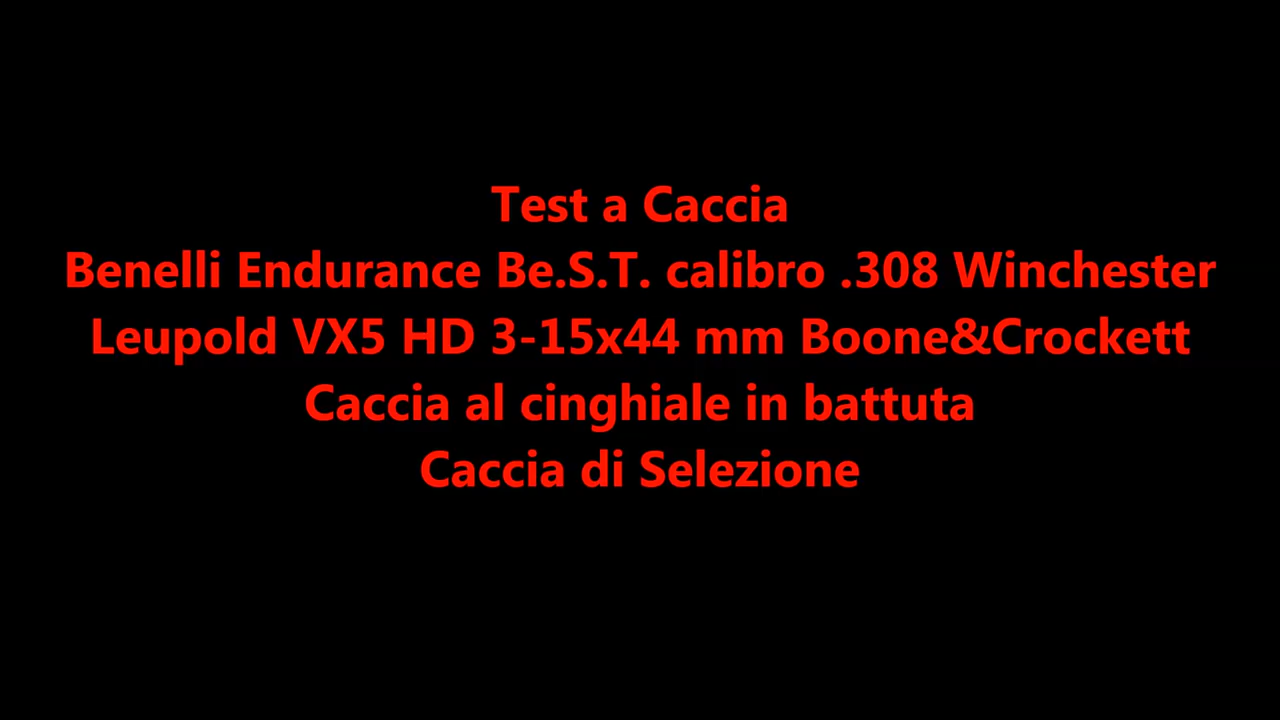 Test a Caccia
Benelli Endurance Be.S.T. calibro .308 Winchester
Leupold VX5 HD 3-15x44 mm Boone&Crockett
Caccia al cinghiale in battuta
Caccia di Selezione